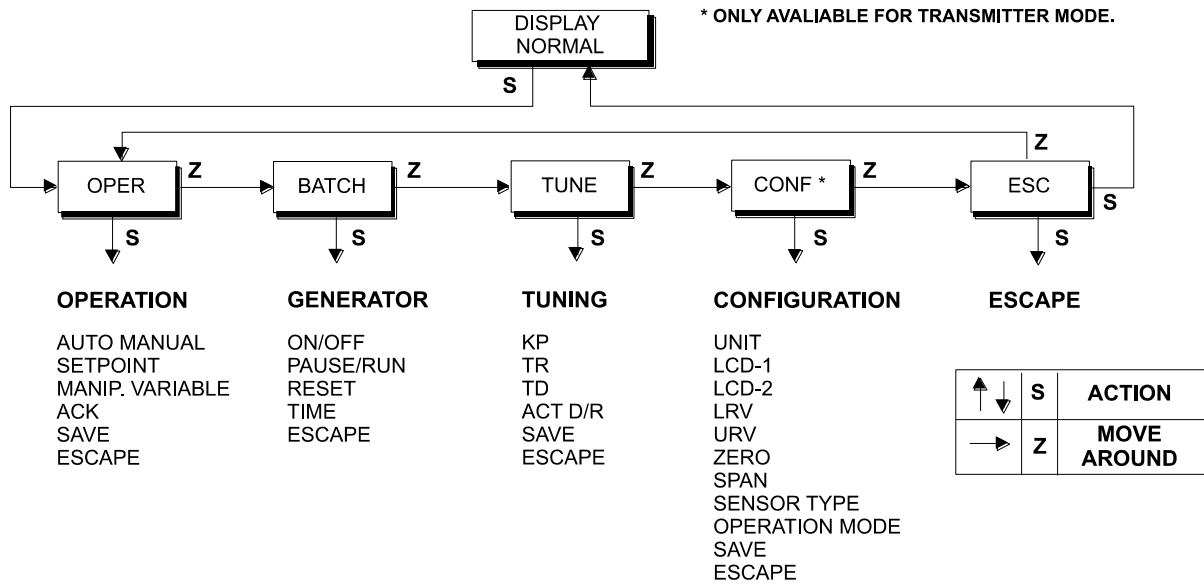 DISPLAY
NORMAL
* ONLY AVALIABLE FOR TRANSMITTER MODE.
S
Z
OPER
Z
BATCH
Z
TUNE
Z
CONF *
Z
ESC
S
S
S
S
S
S
OPERATION
AUTO MANUAL
SETPOINT
MANIP. VARIABLE
ACK
SAVE
ESCAPE
GENERATOR
ON/OFF
PAUSE/RUN
RESET
TIME
ESCAPE
TUNING
KP
TR
TD
ACT D/R
SAVE
ESCAPE
CONFIGURATION
UNIT
LCD-1
LCD-2
LRV
URV
ZERO
SPAN
SENSOR TYPE
OPERATION MODE
SAVE
ESCAPE
ESCAPE
S ACTION
Z MOVE
AROUND